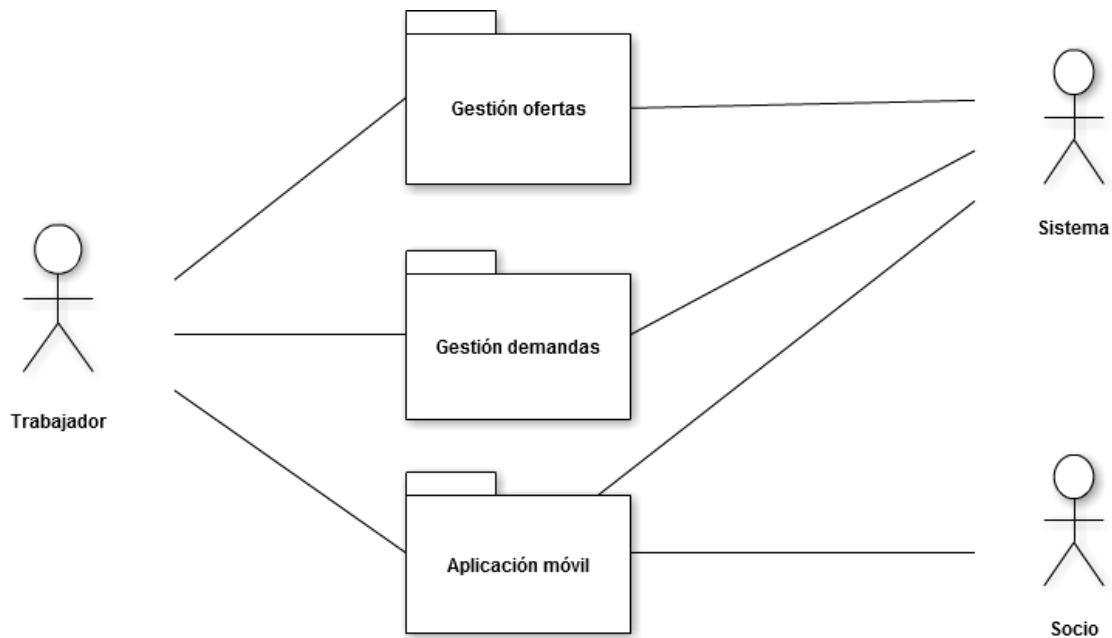 Gestión ofertas
Sistema
Gestión demandas
Trabajador
Aplicación móvil
Socio